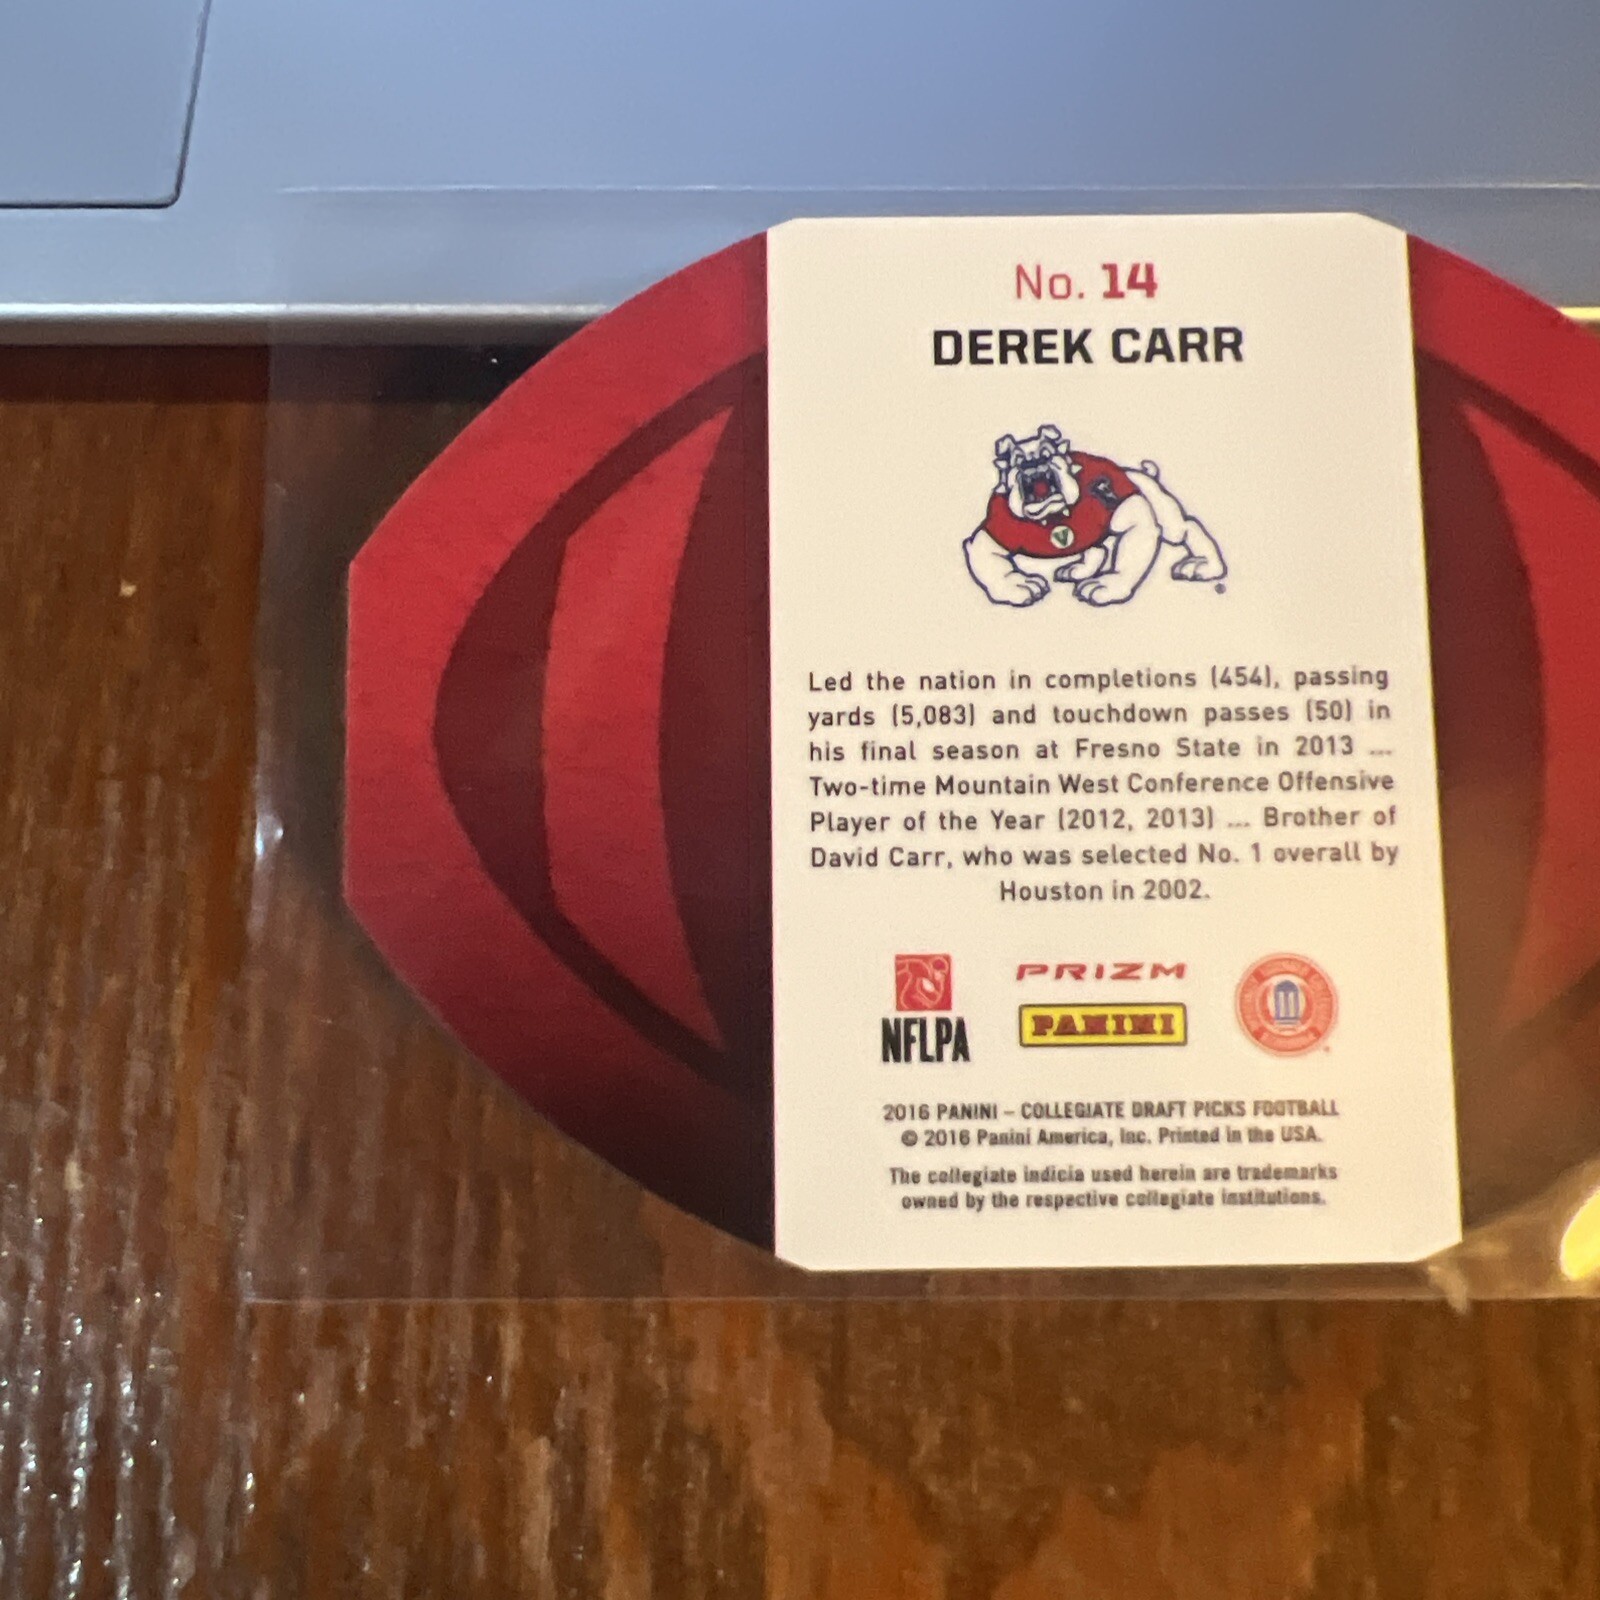 No. 14
DEREK CARR
V
Led the nation in completions (454), passing
yards (5,083) and touchdown passes (50) in
his final season at Fresno State in 2013 ...
Two-time Mountain West Conference Offensive
Player of the Year (2012, 2013) ... Brother of
David Carr, who was selected No. 1 overall by
Houston in 2002.
PRIZM
NFLPA
PANINI
2016 PANINI – COLLEGIATE DRAFT PICKS FOOTBALL
© 2016 Panini America, Inc. Printed in the USA.
The collegiate indicia used herein are trademarks
owned by the respective collegiate institutions.